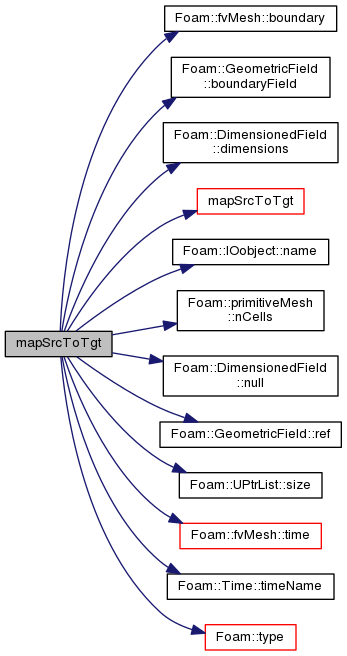 Foam::fvMesh::boundary
Foam::GeometricField
::boundaryField
Foam::DimensionedField
::dimensions
mapSrcToTgt
Foam::IOobject::name
Foam::primitiveMesh
::nCells
mapSrcToTgt
Foam::DimensionedField
::null
Foam::GeometricField::ref
Foam::UPtrList::size
Foam::fvMesh::time
Foam::Time::timeName
Foam::type